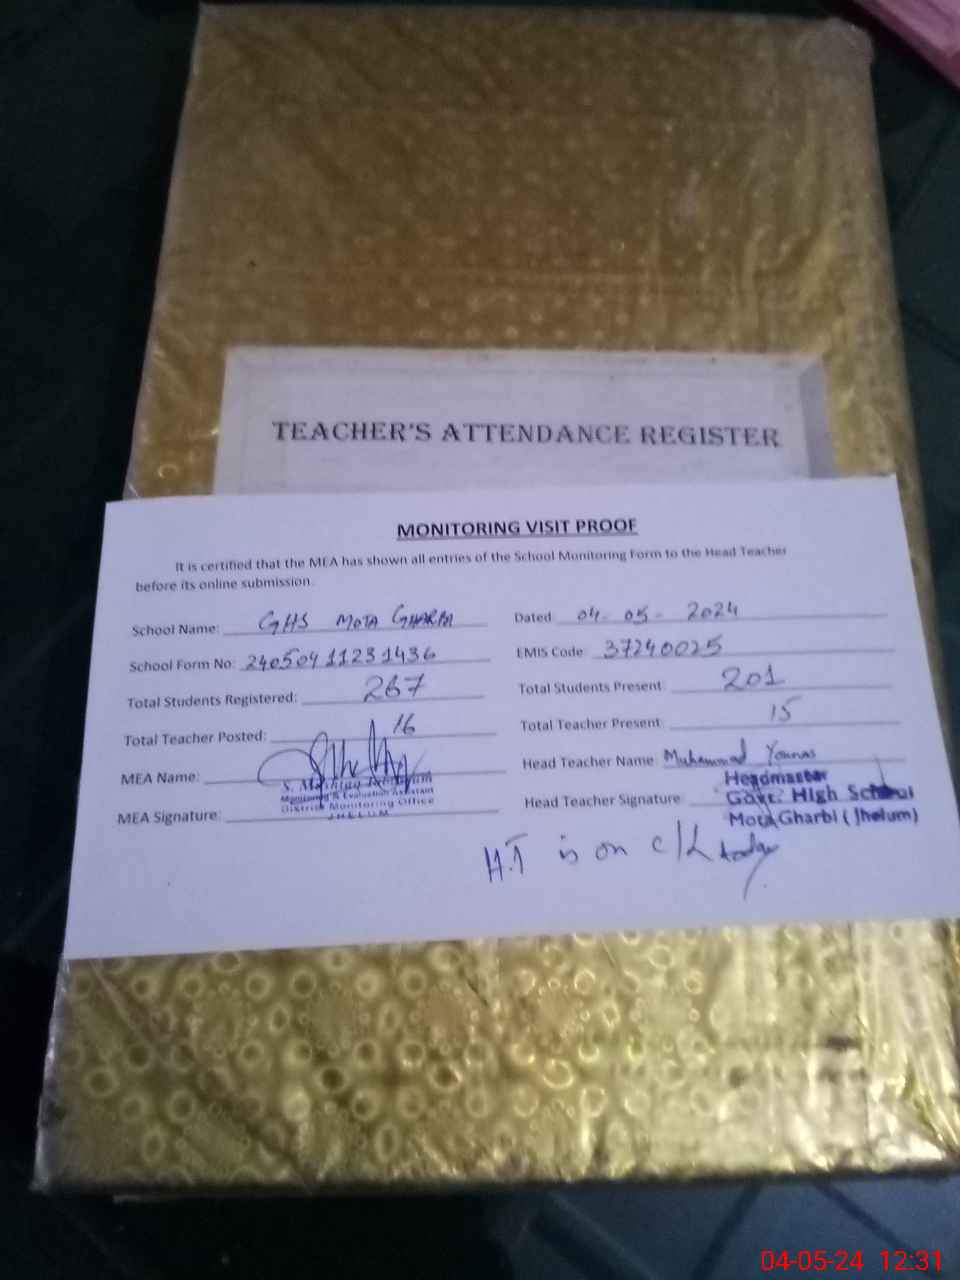 TEACHER'S ATTENDANCE REGISTER
MONITORING VISIT PROOF
It is certified that the MEA has shown all entries of the School Monitoring Form to the Head Teacher
before its online submission.
School Name: GHS MOTA GHARBI
Dated: 04-05-2024
School Form No: 240504 11231436
EMIS Code: 37240025
Total Students Registered: 267
Total Students Present: 201
Total Teacher Posted: 16
Total Teacher Present: 15
MEA Name:
Head Teacher Name: Muhammad Younas
S. Mushtaq
Monitoring & Evaluation Assistant
District Monitoring Office
JHELUM
MEA Signature:
Head Teacher Signature:
Headmaster
Govt: High School
Mota Gharbi (Jhelum)
H.T is on c/L today
04-05-24 12:31